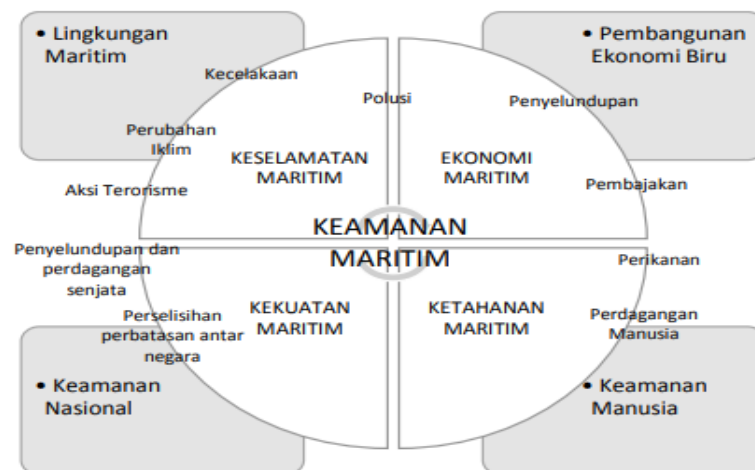 • Lingkungan
Maritim
• Pembangunan
Ekonomi Biru
Kecelakaan
Polusi
Penyelundupan
Perubahan
Iklim
KESELAMATAN
MARITIM
EKONOMI
MARITIM
Aksi Terorisme
Pembajakan
KEAMANAN
MARITIM
Penyelundupan dan
perdagangan
senjata
Perikanan
Perselisihan
perbatasan antar
negara
KEKUATAN
MARITIM
KETAHANAN
MARITIM
Perdagangan
Manusia
• Keamanan
Nasional
• Keamanan
Manusia